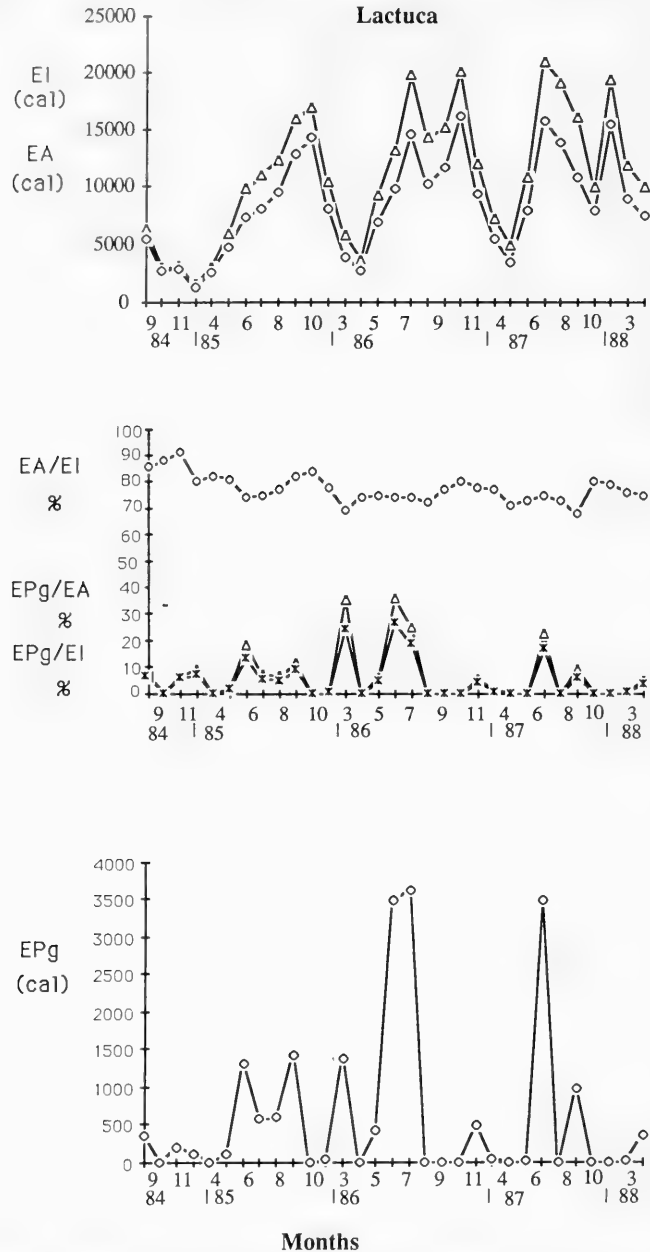 Lactuca
25000
20000
15000
10000
5000
0
EI
(cal)
EA
(cal)
9 11 4 6 8 10 3 5 7 9 11 4 6 8 10 3
84 | 85 | 86 | 87 | 88
100
90
80
70
60
50
40
30
20
10
0
EA/EI
%
EPg/EA
%
EPg/EI
%
9 11 4 6 8 10 3 5 7 9 11 4 6 8 10 3
84 | 85 | 86 | 87 | 88
4000
3500
3000
2500
2000
1500
1000
500
0
EPg
(cal)
9 11 4 6 8 10 3 5 7 9 11 4 6 8 10 3
84 | 85 | 86 | 87 | 88
Months